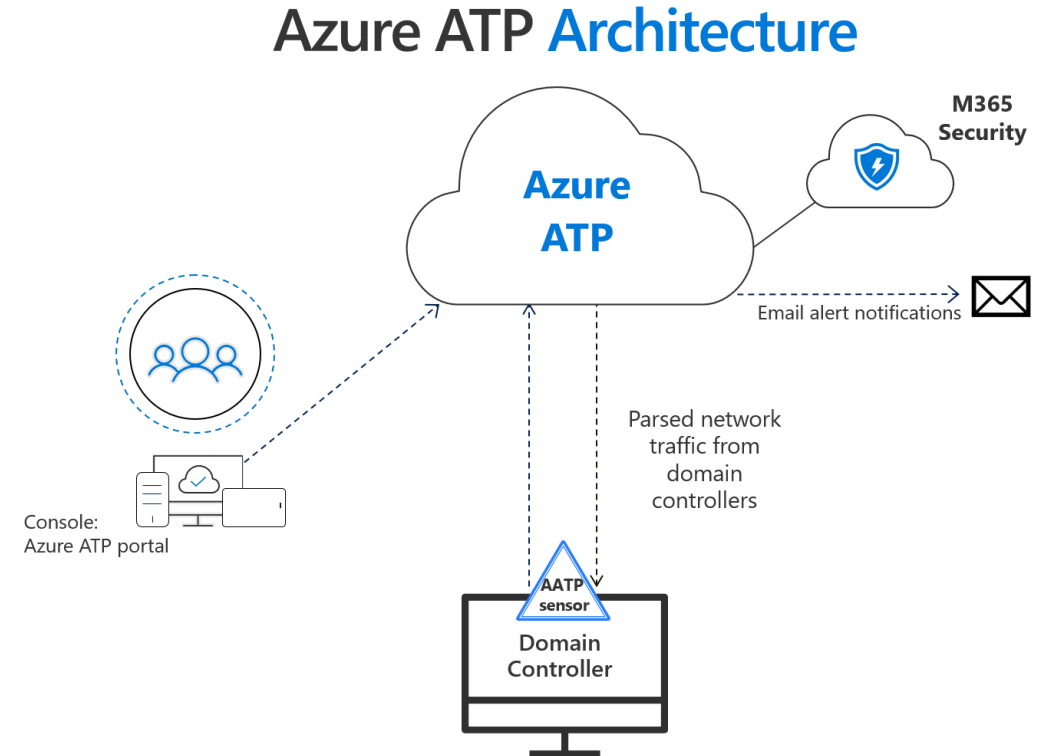 Azure ATP Architecture
M365
Security
Azure
ATP
Email alert notifications
Parsed network
traffic from
domain
controllers
Console:
Azure ATP portal
AATP
sensor
Domain
Controller